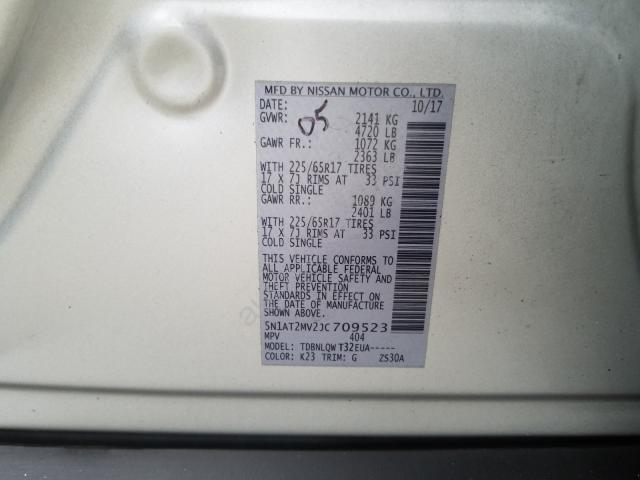 MFD BY NISSAN MOTOR CO., LTD.
DATE: 10/17
GVWR: 05 2141 KG
4720 LB
GAWR FR.: 1072 KG
2363 LB
WITH 225/65R17 TIRES
17 X 7J RIMS AT 33 PSI
COLD SINGLE
GAWR RR.: 1089 KG
2401 LB
WITH 225/65R17 TIRES
17 X 7J RIMS AT 33 PSI
COLD SINGLE
THIS VEHICLE CONFORMS TO
ALL APPLICABLE FEDERAL
MOTOR VEHICLE SAFETY AND
THEFT PREVENTION
STANDARDS IN EFFECT ON THE
DATE OF MANUFACTURE
SHOWN ABOVE.
5N1AT2MV2JC709523
MPV 404
MODEL: TDBNLQW T32EUA-----
COLOR: K23 TRIM: G ZS30A